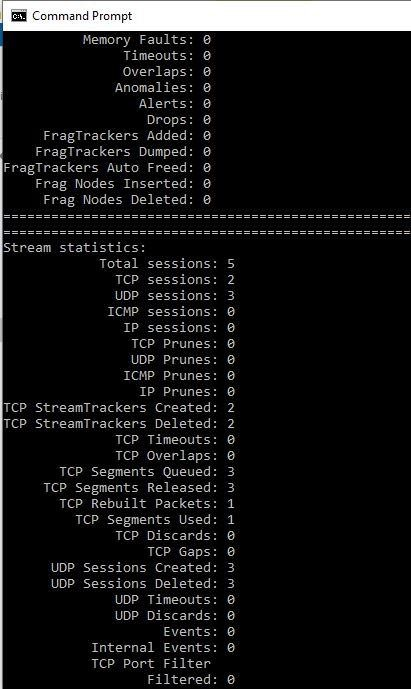 Command Prompt
Memory Faults: 0
Timeouts: 0
Overlaps: 0
Anomalies: 0
Alerts: 0
Drops: 0
FragTrackers Added: 0
FragTrackers Dumped: 0
FragTrackers Auto Freed: 0
Frag Nodes Inserted: 0
Frag Nodes Deleted: 0
===================================================
===================================================
Stream statistics:
Total sessions: 5
TCP sessions: 2
UDP sessions: 3
ICMP sessions: 0
IP sessions: 0
TCP Prunes: 0
UDP Prunes: 0
ICMP Prunes: 0
IP Prunes: 0
TCP StreamTrackers Created: 2
TCP StreamTrackers Deleted: 2
TCP Timeouts: 0
TCP Overlaps: 0
TCP Segments Queued: 3
TCP Segments Released: 3
TCP Rebuilt Packets: 1
TCP Segments Used: 1
TCP Discards: 0
TCP Gaps: 0
UDP Sessions Created: 3
UDP Sessions Deleted: 3
UDP Timeouts: 0
UDP Discards: 0
Events: 0
Internal Events: 0
TCP Port Filter
Filtered: 0